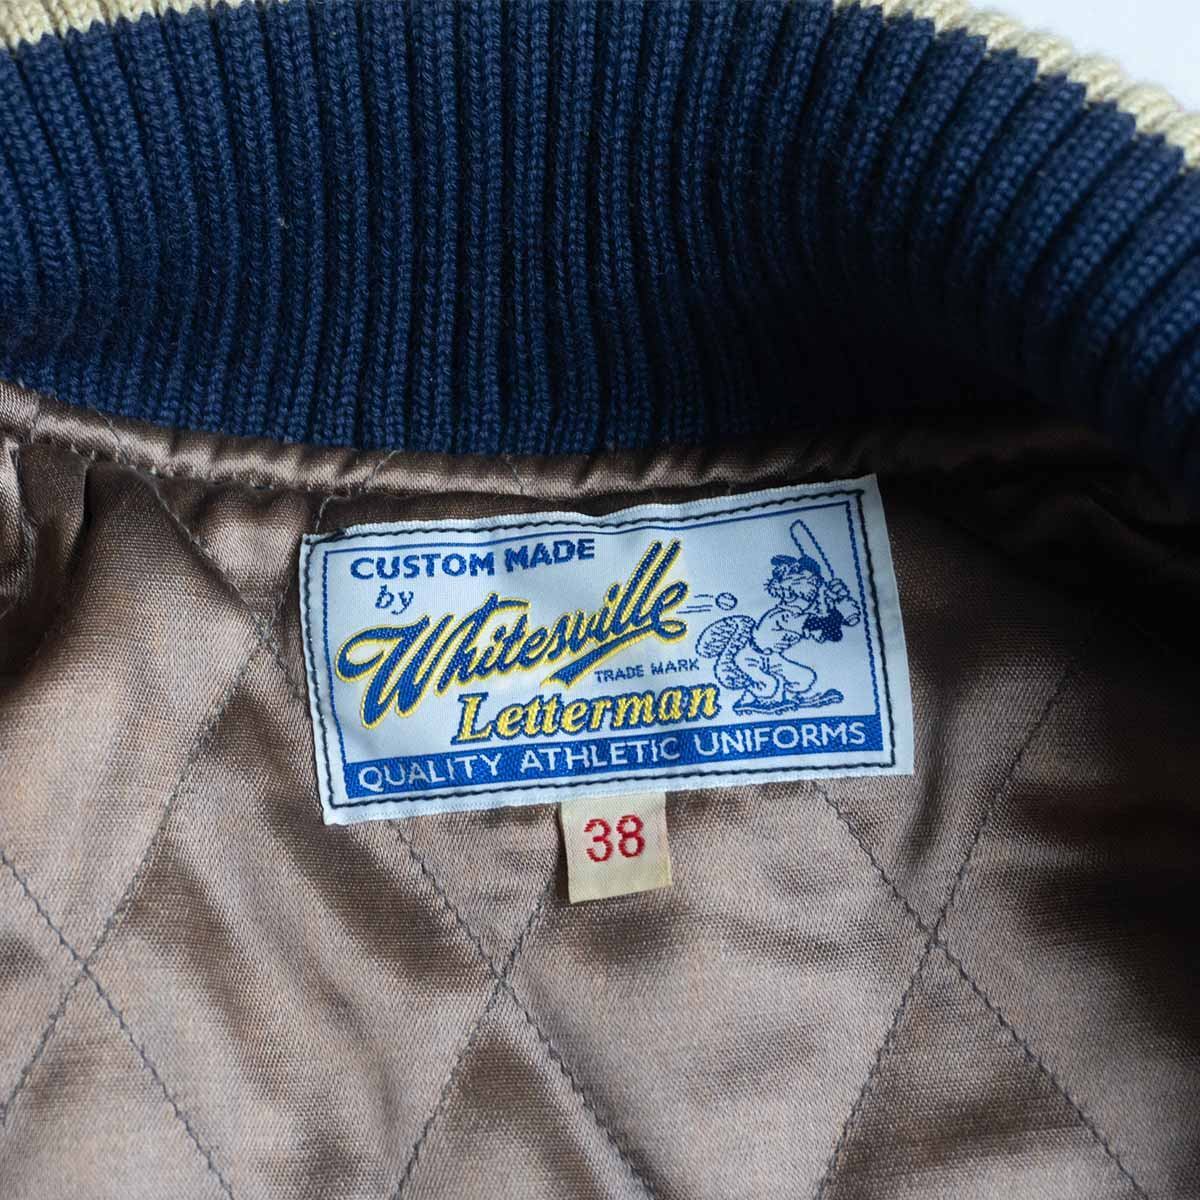 CUSTOM MADE
by
Whitesville
TRADE MARK
Letterman
QUALITY ATHLETIC UNIFORMS
38